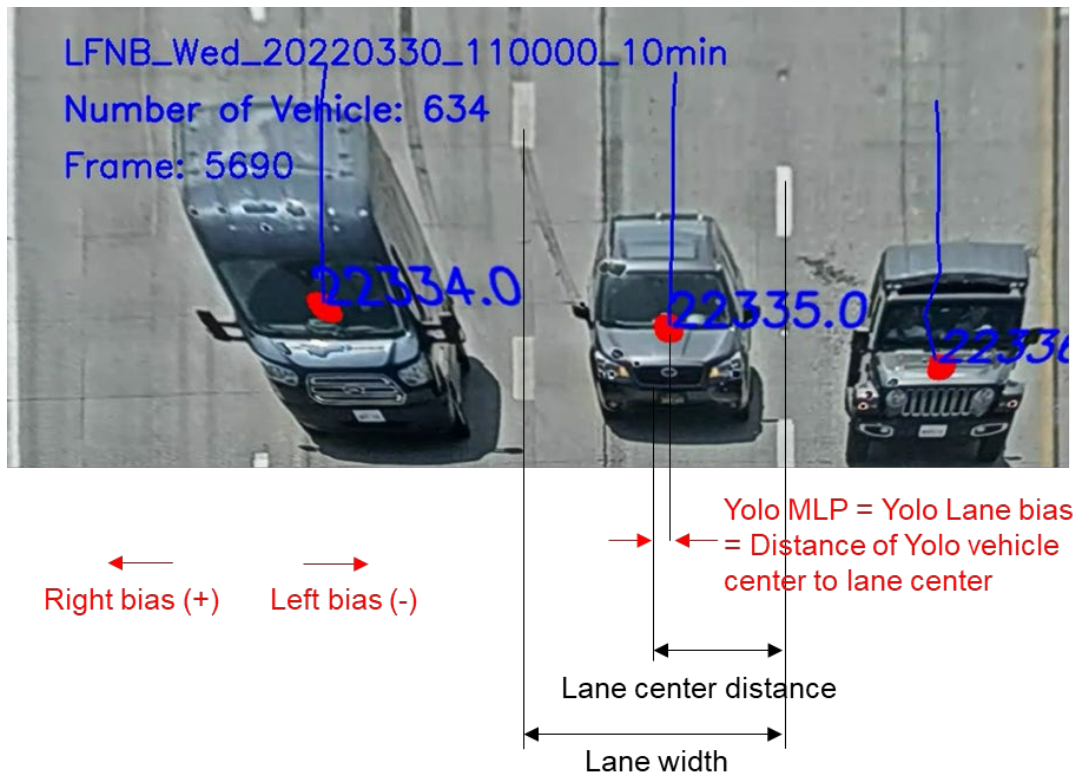 LFNB_Wed_20220330_110000_10min
Number of Vehicle: 634
Frame: 5690
22334.0
22335.0
2233
Yolo MLP = Yolo Lane bias
= Distance of Yolo vehicle
center to lane center
Right bias (+)
Left bias (-)
Lane center distance
Lane width